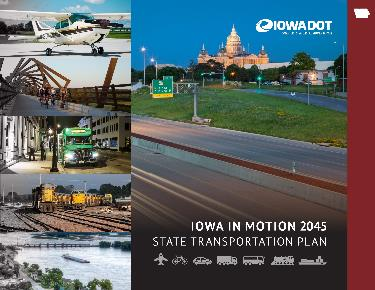 IOWADOT
IOWA IN MOTION 2045
STATE TRANSPORTATION PLAN